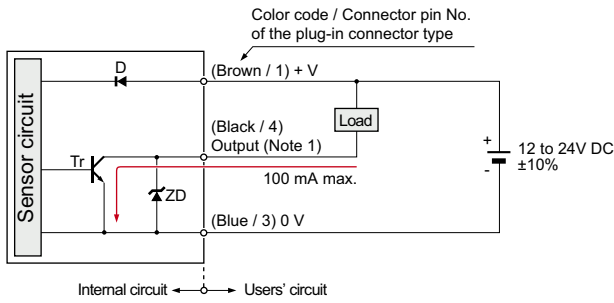 Color code / Connector pin No.
of the plug-in connector type
D
(Brown / 1) + V
Sensor circuit
Load
(Black / 4)
Output (Note 1)
Tr
100 mA max.
ZD
+
-
12 to 24V DC
±10%
(Blue / 3) 0 V
Internal circuit
Users' circuit